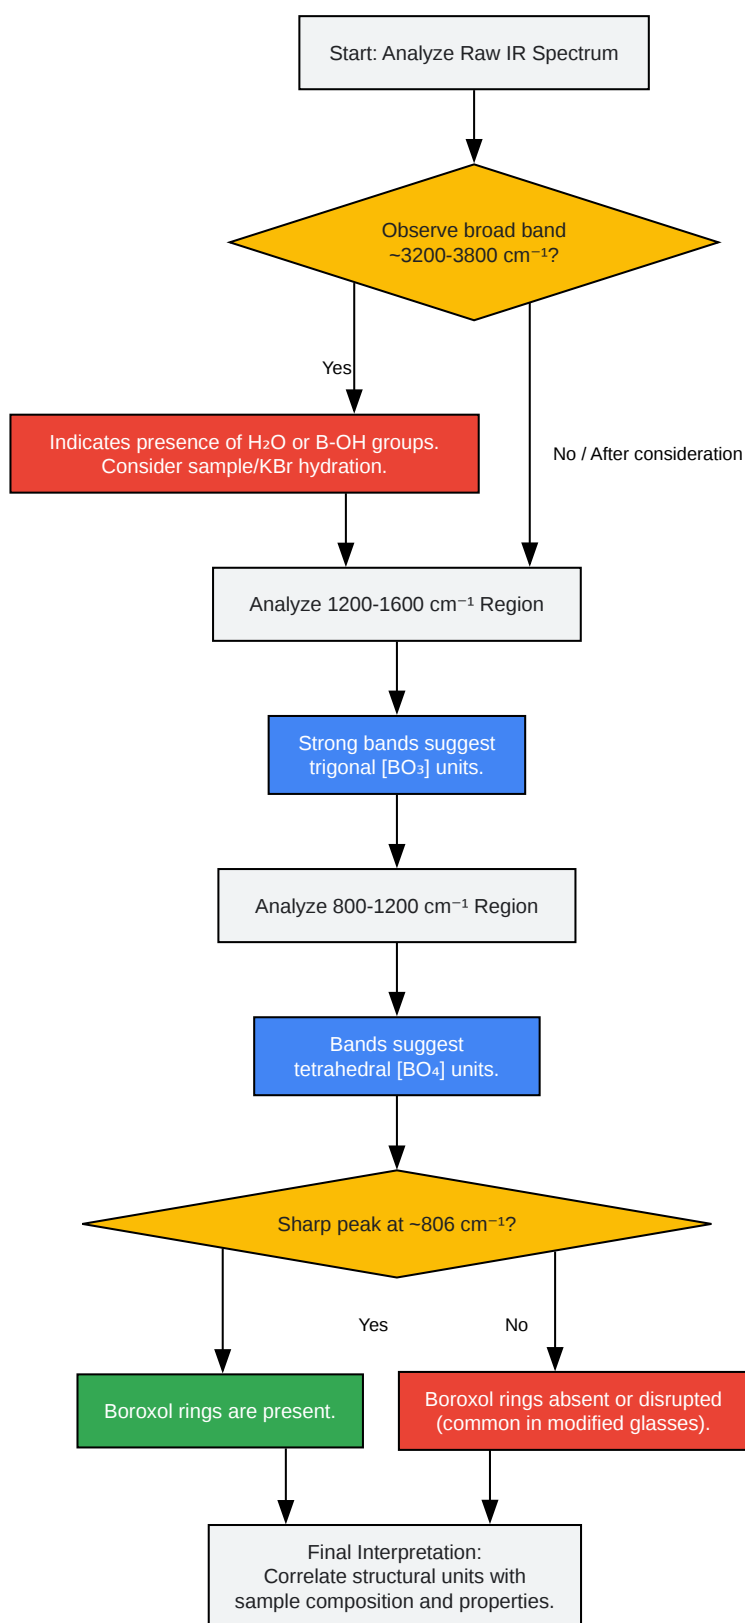 Start: Analyze Raw IR Spectrum
Observe broad band
~3200-3800 cm⁻¹?
Yes
Indicates presence of H₂O or B-OH groups.
Consider sample/KBr hydration.
No / After consideration
Analyze 1200-1600 cm⁻¹ Region
Strong bands suggest
trigonal [BO₃] units.
Analyze 800-1200 cm⁻¹ Region
Bands suggest
tetrahedral [BO₄] units.
Sharp peak at ~806 cm⁻¹?
Yes
No
Boroxol rings are present.
Boroxol rings absent or disrupted
(common in modified glasses).
Final Interpretation:
Correlate structural units with
sample composition and properties.